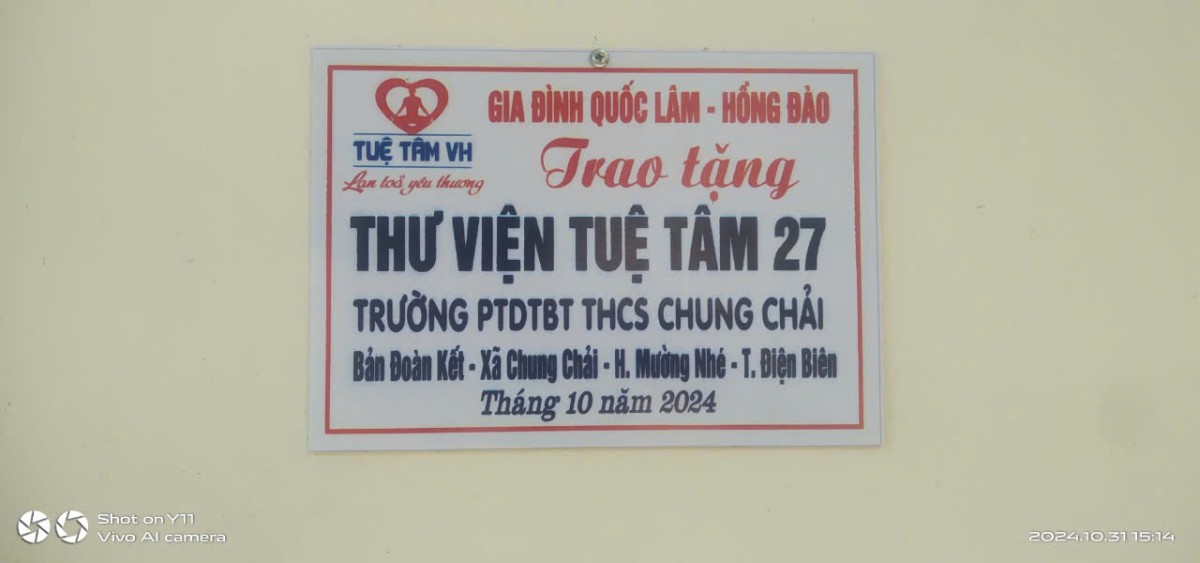 GIA ĐÌNH QUỐC LÂM - HỒNG ĐÀO
TUỆ TÂM VH
Lan toả yêu thương
Trao tặng
THƯ VIỆN TUỆ TÂM 27
TRƯỜNG PTDTBT THCS CHUNG CHẢI
Bản Đoàn Kết - Xã Chung Chải - H. Mường Nhé - T. Điện Biên
Tháng 10 năm 2024
Shot on Y11
Vivo AI camera
2024.10.31 15:14